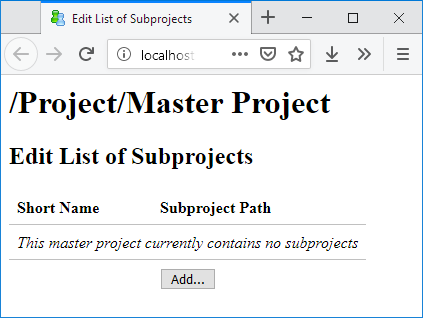 Edit List of Subprojects
localhost
/Project/Master Project
Edit List of Subprojects
Short Name Subproject Path
This master project currently contains no subprojects
Add...